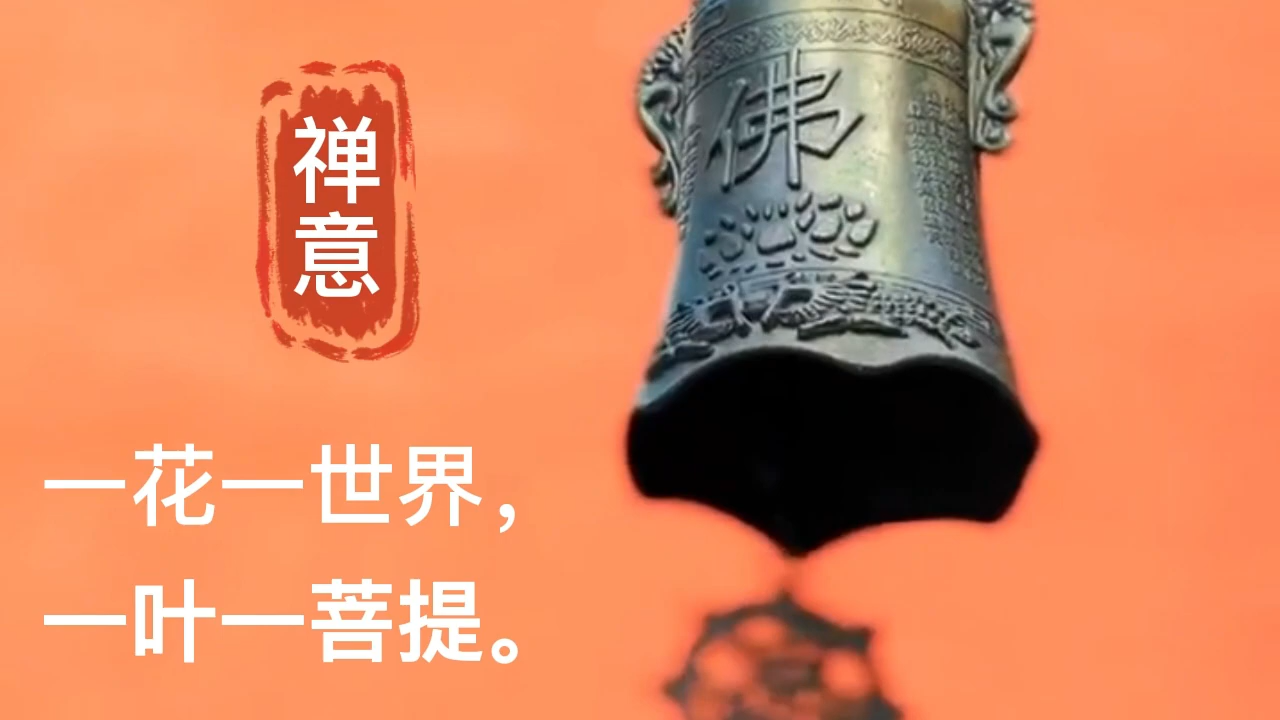 禅意
佛
一花一世界，
一叶一菩提。